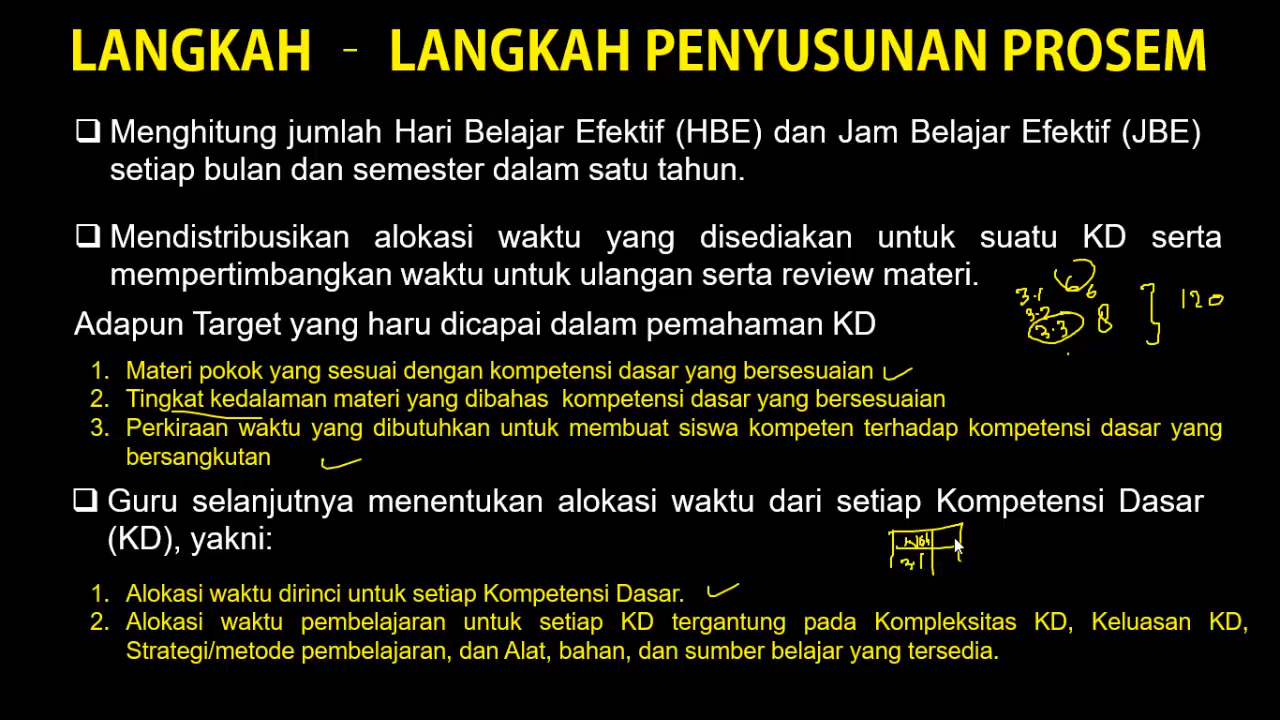 LANGKAH - LANGKAH PENYUSUNAN PROSEM
❑ Menghitung jumlah Hari Belajar Efektif (HBE) dan Jam Belajar Efektif (JBE)
setiap bulan dan semester dalam satu tahun.
❑ Mendistribusikan alokasi waktu yang disediakan untuk suatu KD serta
mempertimbangkan waktu untuk ulangan serta review materi.
6 6
3.1
3.2
3.3 8 120
Adapun Target yang haru dicapai dalam pemahaman KD
1. Materi pokok yang sesuai dengan kompetensi dasar yang bersesuaian
2. Tingkat kedalaman materi yang dibahas kompetensi dasar yang bersesuaian
3. Perkiraan waktu yang dibutuhkan untuk membuat siswa kompeten terhadap kompetensi dasar yang
bersangkutan
❑ Guru selanjutnya menentukan alokasi waktu dari setiap Kompetensi Dasar
(KD), yakni:
1. Alokasi waktu dirinci untuk setiap Kompetensi Dasar.
2. Alokasi waktu pembelajaran untuk setiap KD tergantung pada Kompleksitas KD, Keluasan KD,
Strategi/metode pembelajaran, dan Alat, bahan, dan sumber belajar yang tersedia.